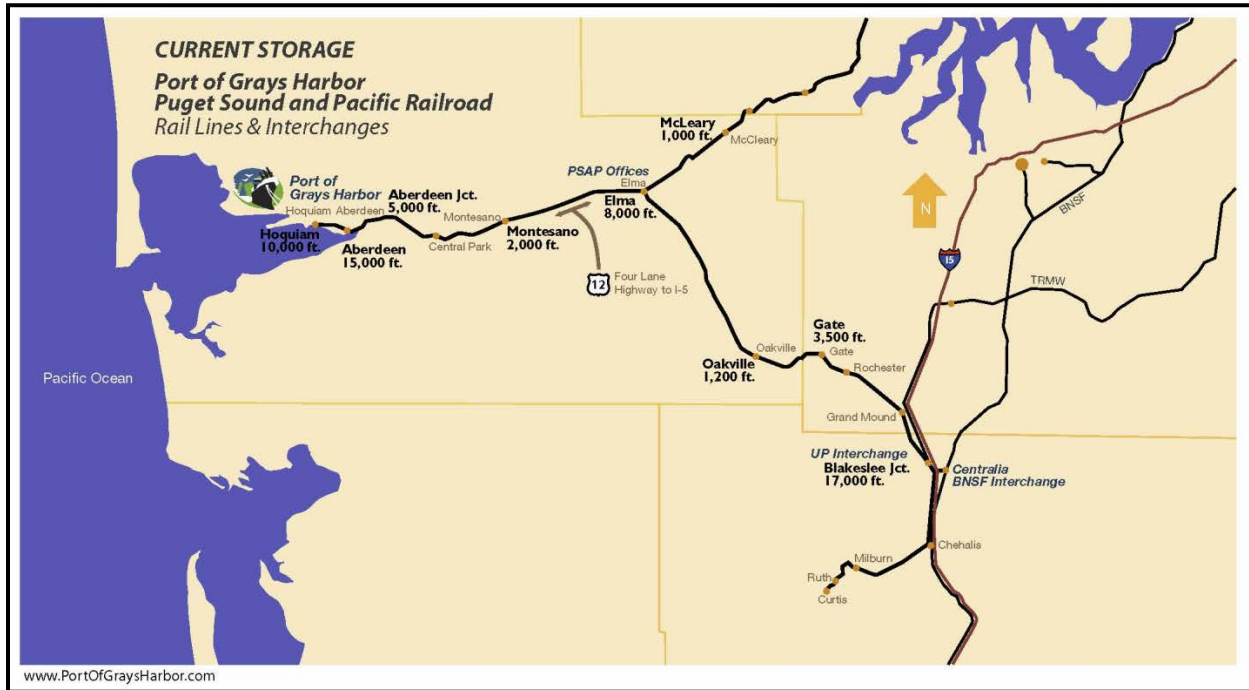 CURRENT STORAGE
Port of Grays Harbor
Puget Sound and Pacific Railroad
Rail Lines & Interchanges
McLeary
1,000 ft.
McCleary
PSAP Offices
Elma
Elma
8,000 ft.
Port of
Grays Harbor
Hoquiam Aberdeen
Aberdeen Jct.
5,000 ft.
Montesano
Montesano
2,000 ft.
Hoquiam
10,000 ft.
Aberdeen
15,000 ft.
Central Park
12
Four Lane
Highway to I-5
N
15
BNSF
TRMW
Gate
3,500 ft.
Gate
Oakville
Oakville
1,200 ft.
Rochester
Pacific Ocean
Grand Mound
UP Interchange
Blakeslee Jct.
17,000 ft.
Centralia
BNSF Interchange
Chehalis
Milburn
Ruth
Curtis
www.PortOfGraysHarbor.com